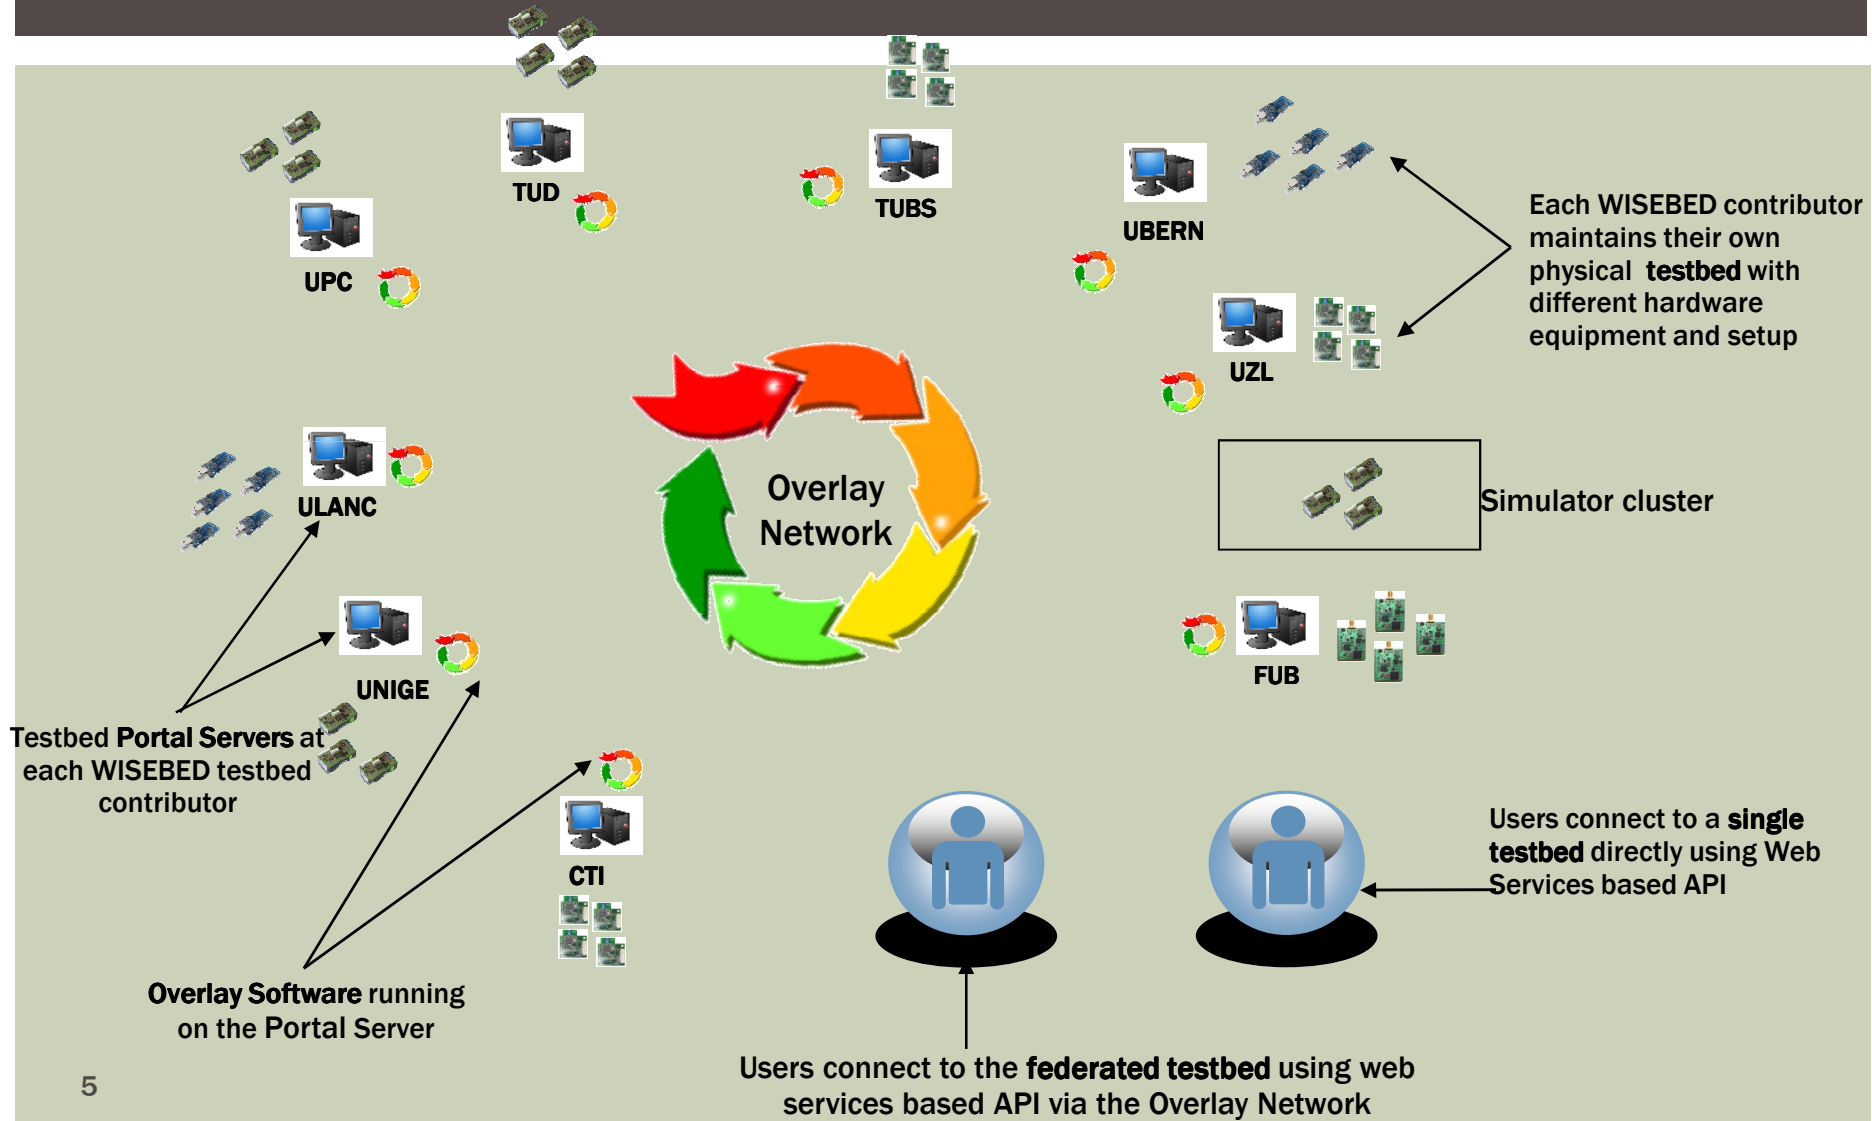 TUD
TUBS
UBERN
UPC
Each WISEBED contributor
maintains their own
physical testbed with
different hardware
equipment and setup
UZL
Overlay
Network
ULANC
Simulator cluster
UNIGE
FUB
Testbed Portal Servers at
each WISEBED testbed
contributor
CTI
Users connect to a single
testbed directly using Web
Services based API
Overlay Software running
on the Portal Server
Users connect to the federated testbed using web
services based API via the Overlay Network
5